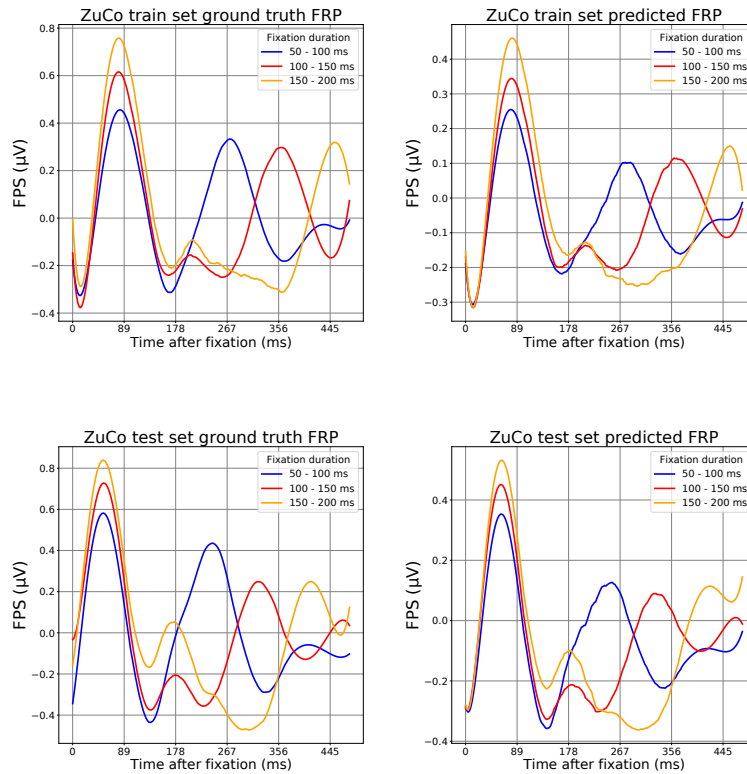 ZuCo train set ground truth FRP
FPS (µV)
0.8
0.6
0.4
0.2
0.0
−0.2
−0.4
Fixation duration
50 - 100 ms
100 - 150 ms
150 - 200 ms
0 89 178 267 356 445
Time after fixation (ms)
ZuCo train set predicted FRP
FPS (µV)
0.5
0.4
0.3
0.2
0.1
0.0
−0.1
−0.2
−0.3
Fixation duration
50 - 100 ms
100 - 150 ms
150 - 200 ms
0 89 178 267 356 445
Time after fixation (ms)
ZuCo test set ground truth FRP
FPS (µV)
0.8
0.6
0.4
0.2
0.0
−0.2
−0.4
Fixation duration
50 - 100 ms
100 - 150 ms
150 - 200 ms
0 89 178 267 356 445
Time after fixation (ms)
ZuCo test set predicted FRP
FPS (µV)
0.4
0.2
0.0
−0.2
−0.4
Fixation duration
50 - 100 ms
100 - 150 ms
150 - 200 ms
0 89 178 267 356 445
Time after fixation (ms)